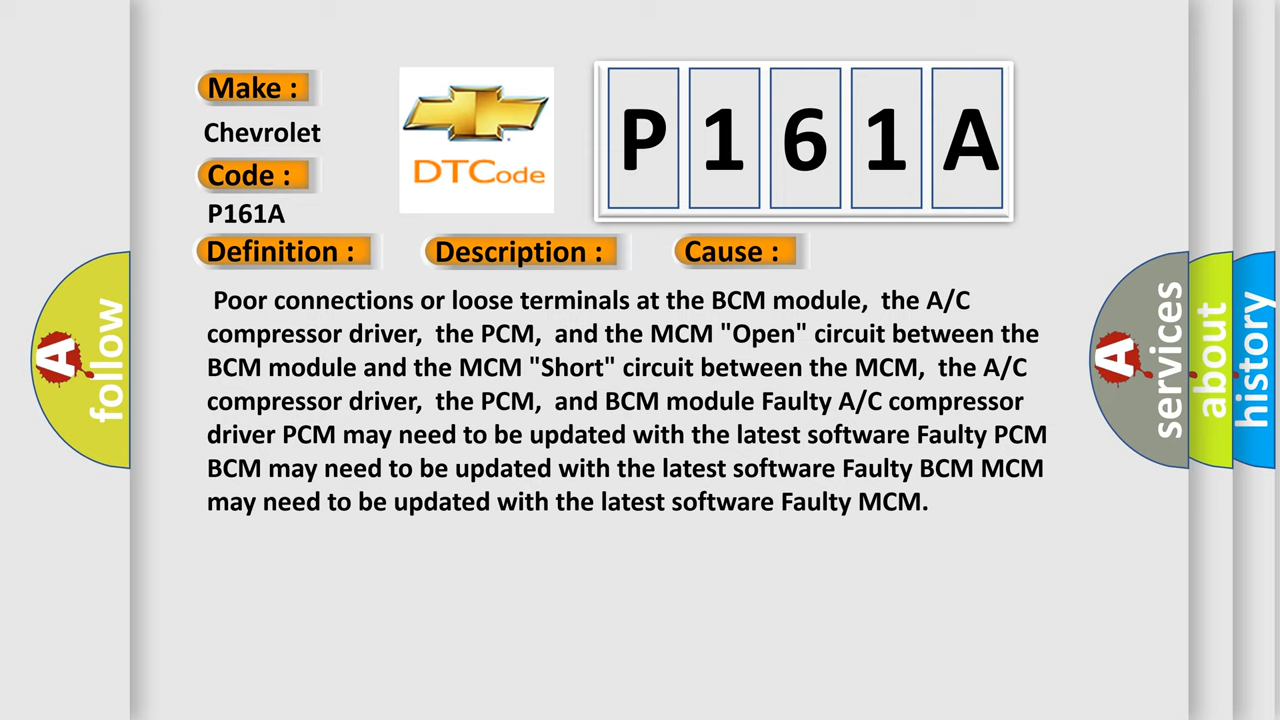 Make :
Chevrolet
Code :
P161A
DTCode
P 1 6 1 A
Definition :
Description :
Cause :
Poor connections or loose terminals at the BCM module, the A/C
compressor driver, the PCM, and the MCM "Open" circuit between the
BCM module and the MCM "Short" circuit between the MCM, the A/C
compressor driver, the PCM, and BCM module Faulty A/C compressor
driver PCM may need to be updated with the latest software Faulty PCM
BCM may need to be updated with the latest software Faulty BCM MCM
may need to be updated with the latest software Faulty MCM.
A
follow
A
services
about
history